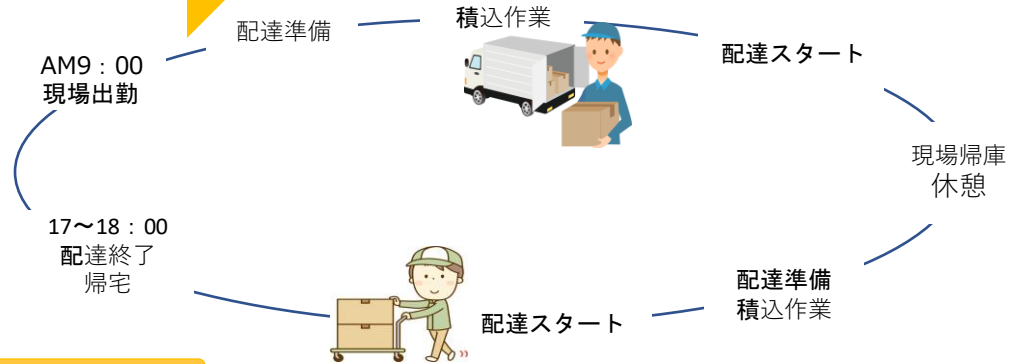 AM9：00
現場出勤
配達準備
積込作業
配達スタート
現場帰庫
休憩
配達準備
積込作業
配達スタート
17〜18：00
配達終了
帰宅